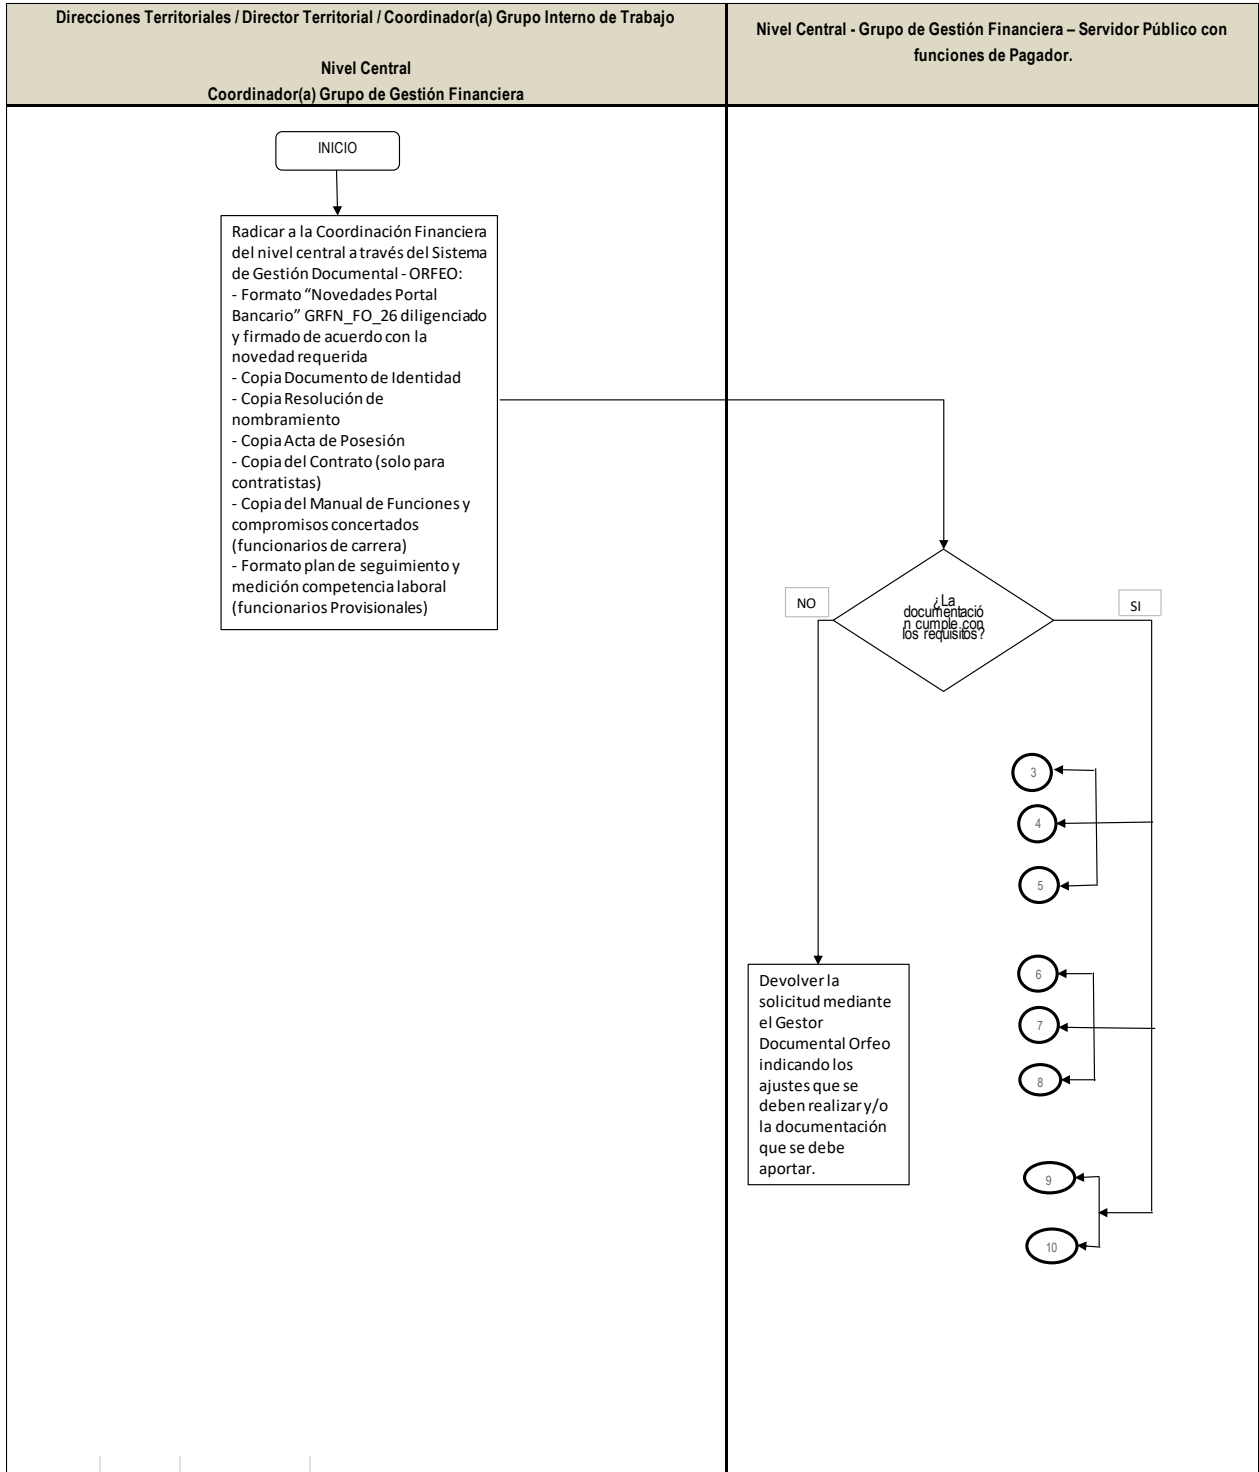 Direcciones Territoriales / Director Territorial / Coordinador(a) Grupo Interno de Trabajo
Nivel Central
Coordinador(a) Grupo de Gestión Financiera
Nivel Central - Grupo de Gestión Financiera – Servidor Público con
funciones de Pagador.
INICIO
Radicar a la Coordinación Financiera
del nivel central a través del Sistema
de Gestión Documental - ORFEO:
- Formato “Novedades Portal
Bancario” GRFN_FO_26 diligenciado
y firmado de acuerdo con la
novedad requerida
- Copia Documento de Identidad
- Copia Resolución de
nombramiento
- Copia Acta de Posesión
- Copia del Contrato (solo para
contratistas)
- Copia del Manual de Funciones y
compromisos concertados
(funcionarios de carrera)
- Formato plan de seguimiento y
medición competencia laboral
(funcionarios Provisionales)
NO
¿La
documentació
n cumple con
los requisitos?
SI
3
4
5
6
7
8
9
10
Devolver la
solicitud mediante
el Gestor
Documental Orfeo
indicando los
ajustes que se
deben realizar y/o
la documentación
que se debe
aportar.